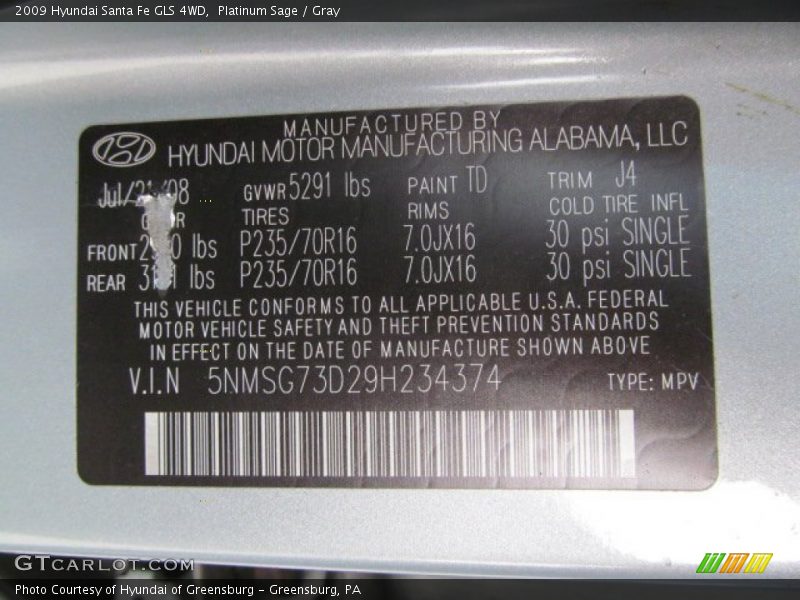 2009 Hyundai Santa Fe GLS 4WD, Platinum Sage / Gray
MANUFACTURED BY
HYUNDAI MOTOR MANUFACTURING ALABAMA, LLC
Jul/21/08 GVWR 5291 lbs PAINT TD TRIM J4
TIRES RIMS COLD TIRE INFL
FRONT lbs P235/70R16 7.0JX16 30 psi SINGLE
REAR lbs P235/70R16 7.0JX16 30 psi SINGLE
THIS VEHICLE CONFORMS TO ALL APPLICABLE U.S.A. FEDERAL
MOTOR VEHICLE SAFETY AND THEFT PREVENTION STANDARDS
IN EFFECT ON THE DATE OF MANUFACTURE SHOWN ABOVE
V.I.N 5NMSG73D29H234374 TYPE: MPV
GTCARLOT.COM
Photo Courtesy of Hyundai of Greensburg - Greensburg, PA